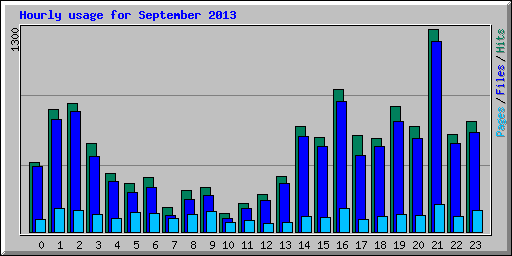 Hourly usage for September 2013
1300
Pages / Files / Hits
0 1 2 3 4 5 6 7 8 9 10 11 12 13 14 15 16 17 18 19 20 21 22 23